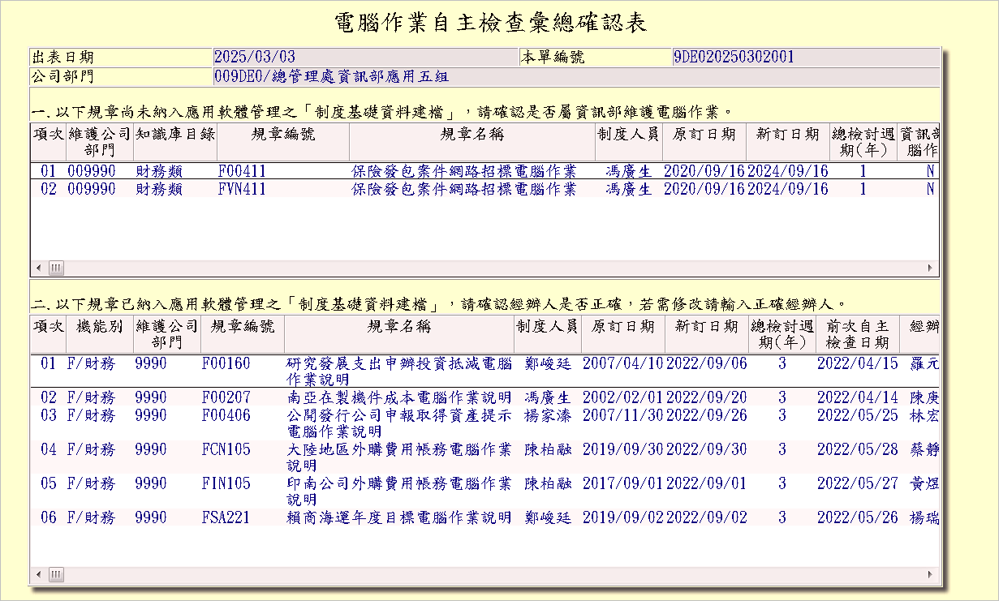 電腦作業自主檢查彙總確認表
出表日期 2025/03/03 本單編號 9DE020250302001
公司部門 009DE0/總管理處資訊部應用五組
一.以下規章尚未納入應用軟體管理之「制度基礎資料建檔」，請確認是否屬資訊部維護電腦作業。
項次 維護公司部門 知識庫目錄 規章編號 規章名稱 制度人員 原訂日期 新訂日期 總檢討週期(年) 資訊部 腦作
01 009990 財務類 F00411 保險發包案件網路招標電腦作業 馮廣生 2020/09/16 2024/09/16 1 N
02 009990 財務類 FVN411 保險發包案件網路招標電腦作業 馮廣生 2020/09/16 2024/09/16 1 N
二.以下規章已納入應用軟體管理之「制度基礎資料建檔」，請確認經辦人是否正確，若需修改請輸入正確經辦人。
項次 機能別 維護公司部門 規章編號 規章名稱 制度人員 原訂日期 新訂日期 總檢討週期(年) 前次自主檢查日期 經辦
01 F/財務 9990 F00160 研究發展支出申辦投資抵減電腦作業說明 鄭峻廷 2007/04/10 2022/09/06 3 2022/04/15 羅元
02 F/財務 9990 F00207 南亞在製機件成本電腦作業說明 馮廣生 2002/02/01 2022/09/20 3 2022/04/14 陳庚
03 F/財務 9990 F00406 公開發行公司申報取得資產提示電腦作業說明 楊家溱 2007/11/30 2022/09/26 3 2022/05/25 林宏
04 F/財務 9990 FCN105 大陸地區外購費用帳務電腦作業說明 陳柏融 2019/09/30 2022/09/30 3 2022/05/28 蔡靜
05 F/財務 9990 FIN105 印南公司外購費用帳務電腦作業說明 陳柏融 2017/09/01 2022/09/01 3 2022/05/27 黃煜
06 F/財務 9990 FSA221 賴商海運年度目標電腦作業說明 鄭峻廷 2019/09/02 2022/09/02 3 2022/05/26 楊瑞